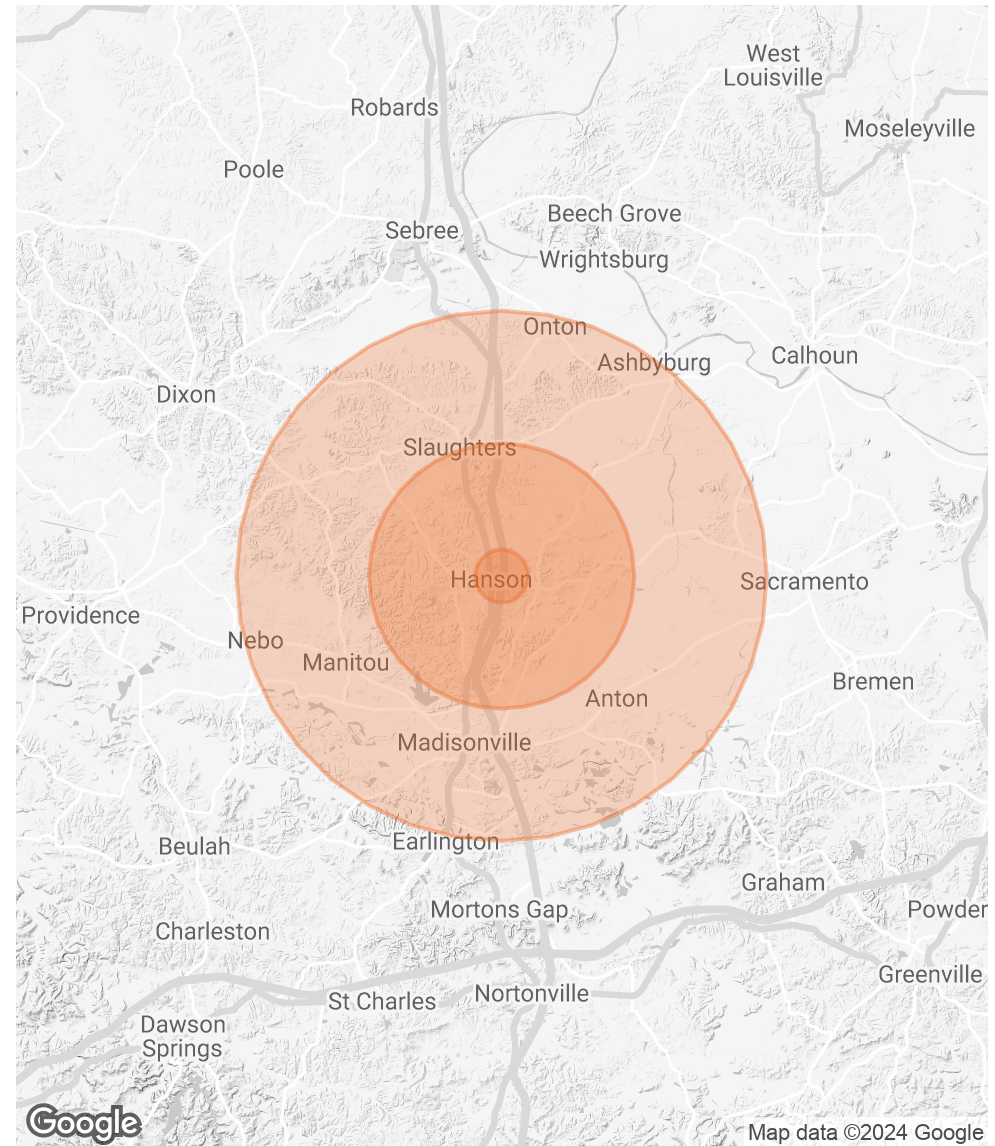 West
Louisville
Robards
Moseleyville
Poole
Beech Grove
Sebree
Wrightsburg
Onton
Ashbyburg
Calhoun
Dixon
Slaughters
Hanson
Sacramento
Providence
Nebo
Manitou
Bremen
Anton
Madisonville
Earlington
Beulah
Graham
Mortons Gap
Powder
Charleston
Greenville
St Charles
Nortonville
Dawson
Springs
Google
Map data ©2024 Google